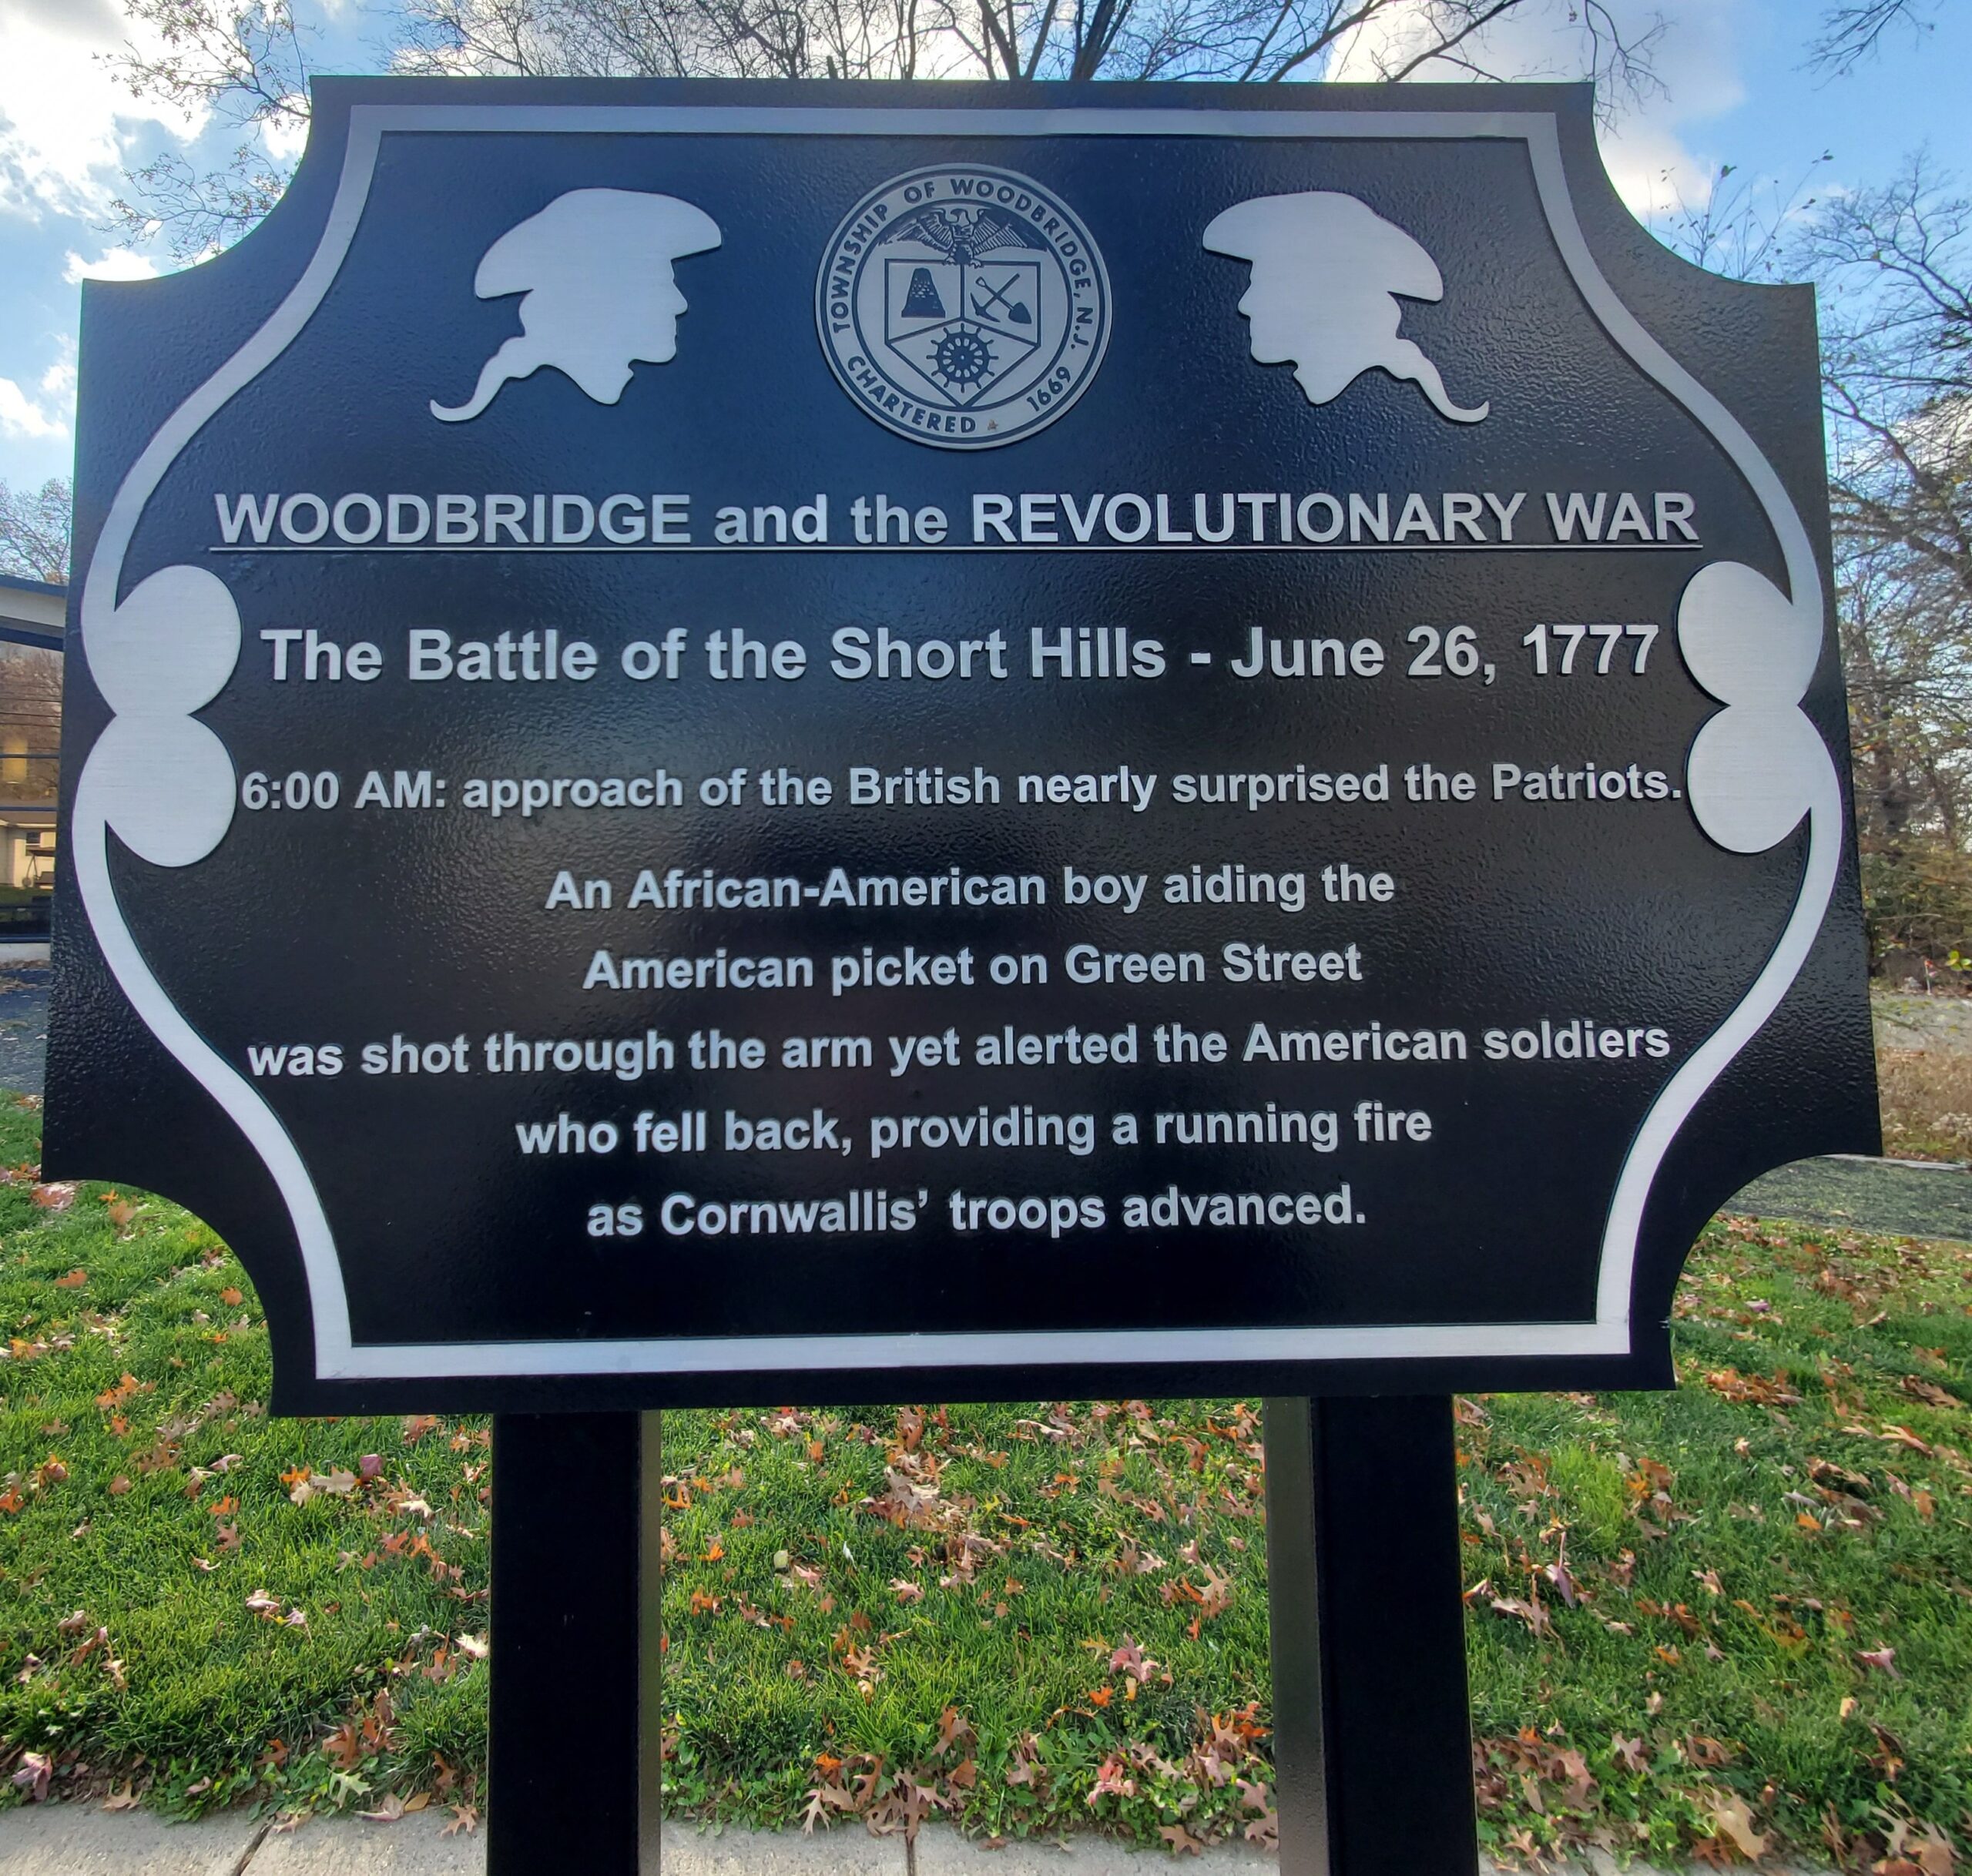 TOWNSHIP OF WOODBRIDGE, N.J.
CHARTERED 1669
WOODBRIDGE and the REVOLUTIONARY WAR
The Battle of the Short Hills - June 26, 1777
6:00 AM: approach of the British nearly surprised the Patriots.
An African-American boy aiding the
American picket on Green Street
was shot through the arm yet alerted the American soldiers
who fell back, providing a running fire
as Cornwallis’ troops advanced.